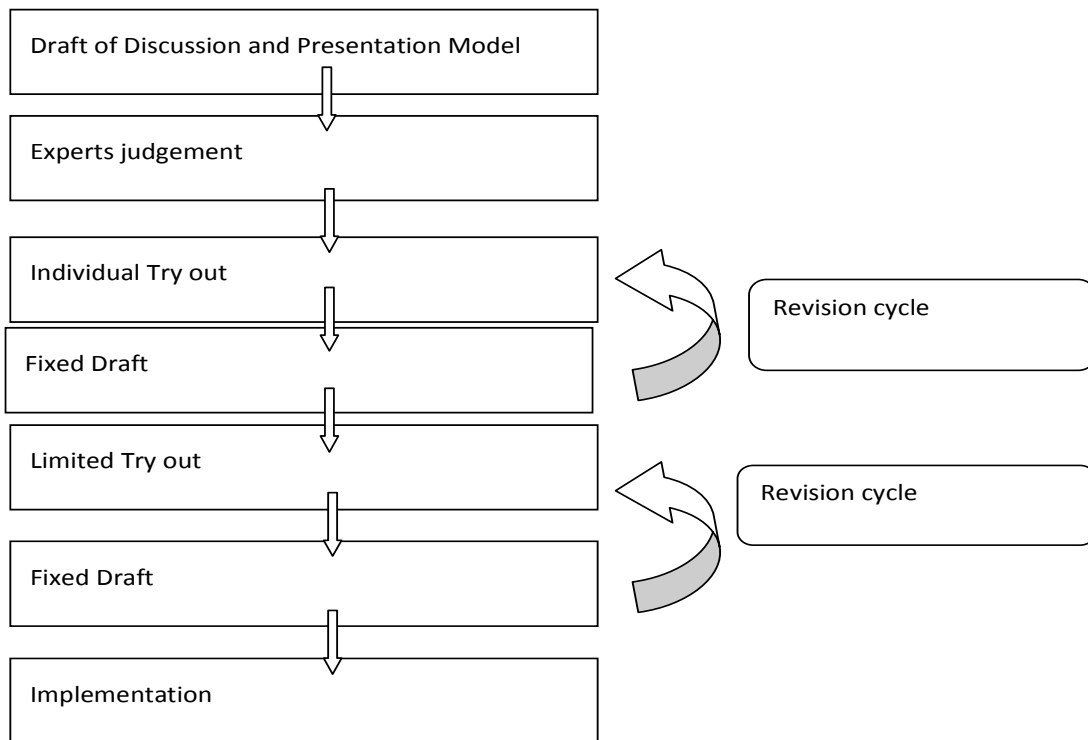 Draft of Discussion and Presentation Model
Experts judgement
Individual Try out
Revision cycle
Fixed Draft
Limited Try out
Revision cycle
Fixed Draft
Implementation